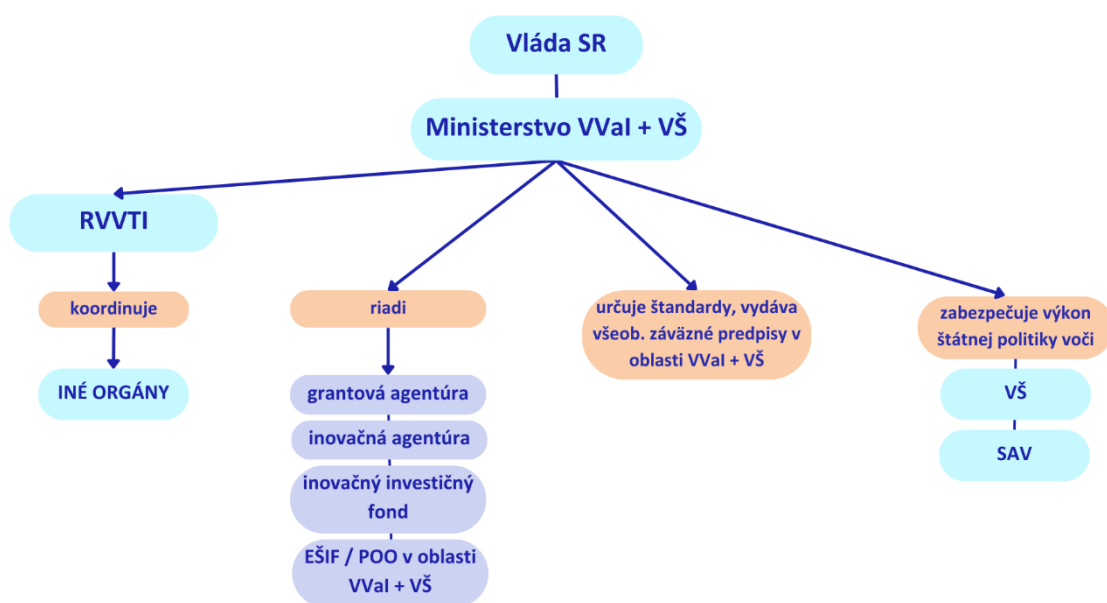 Vláda SR
Ministerstvo VVaI + VŠ
RVVTI
koordinuje
INÉ ORGÁNY
riadi
grantová agentúra
inovačná agentúra
inovačný investičný
fond
EŠIF / POO v oblasti
VVaI + VŠ
určuje štandardy, vydáva
všeob. záväzné predpisy v
oblasti VVaI + VŠ
zabezpečuje výkon
štátnej politiky voči
VŠ
SAV